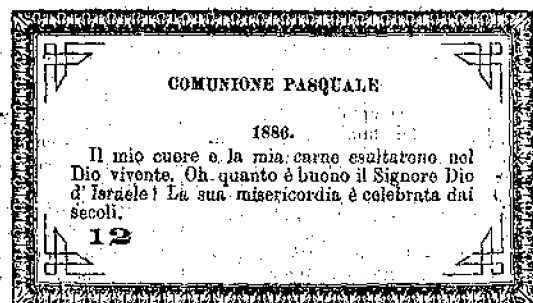 COMUNIONE PASQUALE
1886.
Il mio cuore e la mia carne esultarono nel
Dio vivente. Oh quanto è buono il Signore Dio
d'Israele! La sua misericordia è celebrata dai
secoli.
12